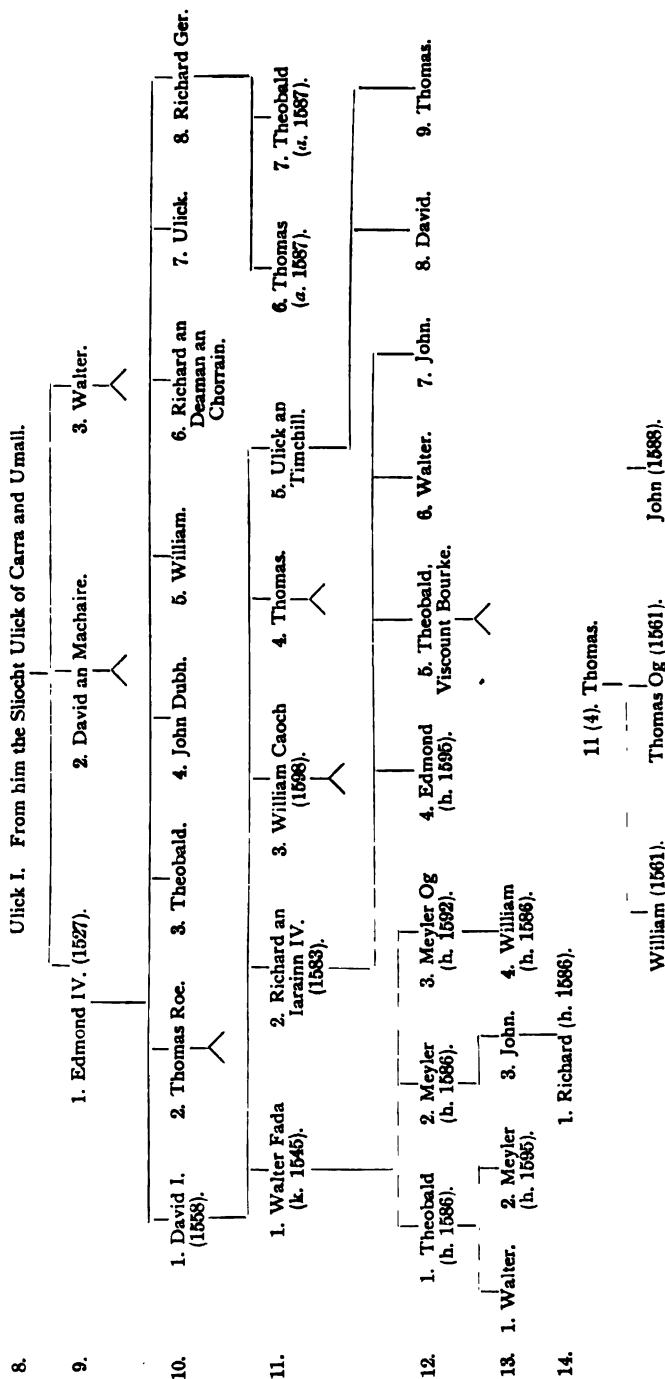 8.
Ulick I. From him the Sliocht Ulick of Carra and Umall.
9.
1. Edmond IV. (1527).
2. David an Machaire.
3. Walter.
10.
1. David I.
(1558).
2. Thomas Roe.
3. Theobald.
4. John Dubh.
5. William.
6. Richard an
Deaman an
Chorrain.
7. Ulick.
8. Richard Ger.
11.
1. Walter Fada
(k. 1545).
2. Richard an
Iarainn IV.
(1583).
3. William Caoch
(1598).
4. Thomas.
5. Ulick an
Timchill.
6. Thomas
(a. 1587).
7. Theobald
(a. 1587).
12.
1. Theobald
(h. 1586).
2. Meyler
(h. 1586).
3. Meyler Og
(h. 1592).
4. Edmond
(h. 1595).
5. Theobald,
Viscount Bourke.
6. Walter.
7. John.
8. David.
9. Thomas.
13.
1. Walter.
2. Meyler
(h. 1595).
3. John.
4. William
(h. 1586).
14.
1. Richard (h. 1586).
11 (4). Thomas.
William (1561).
Thomas Og (1561).
John (1588).